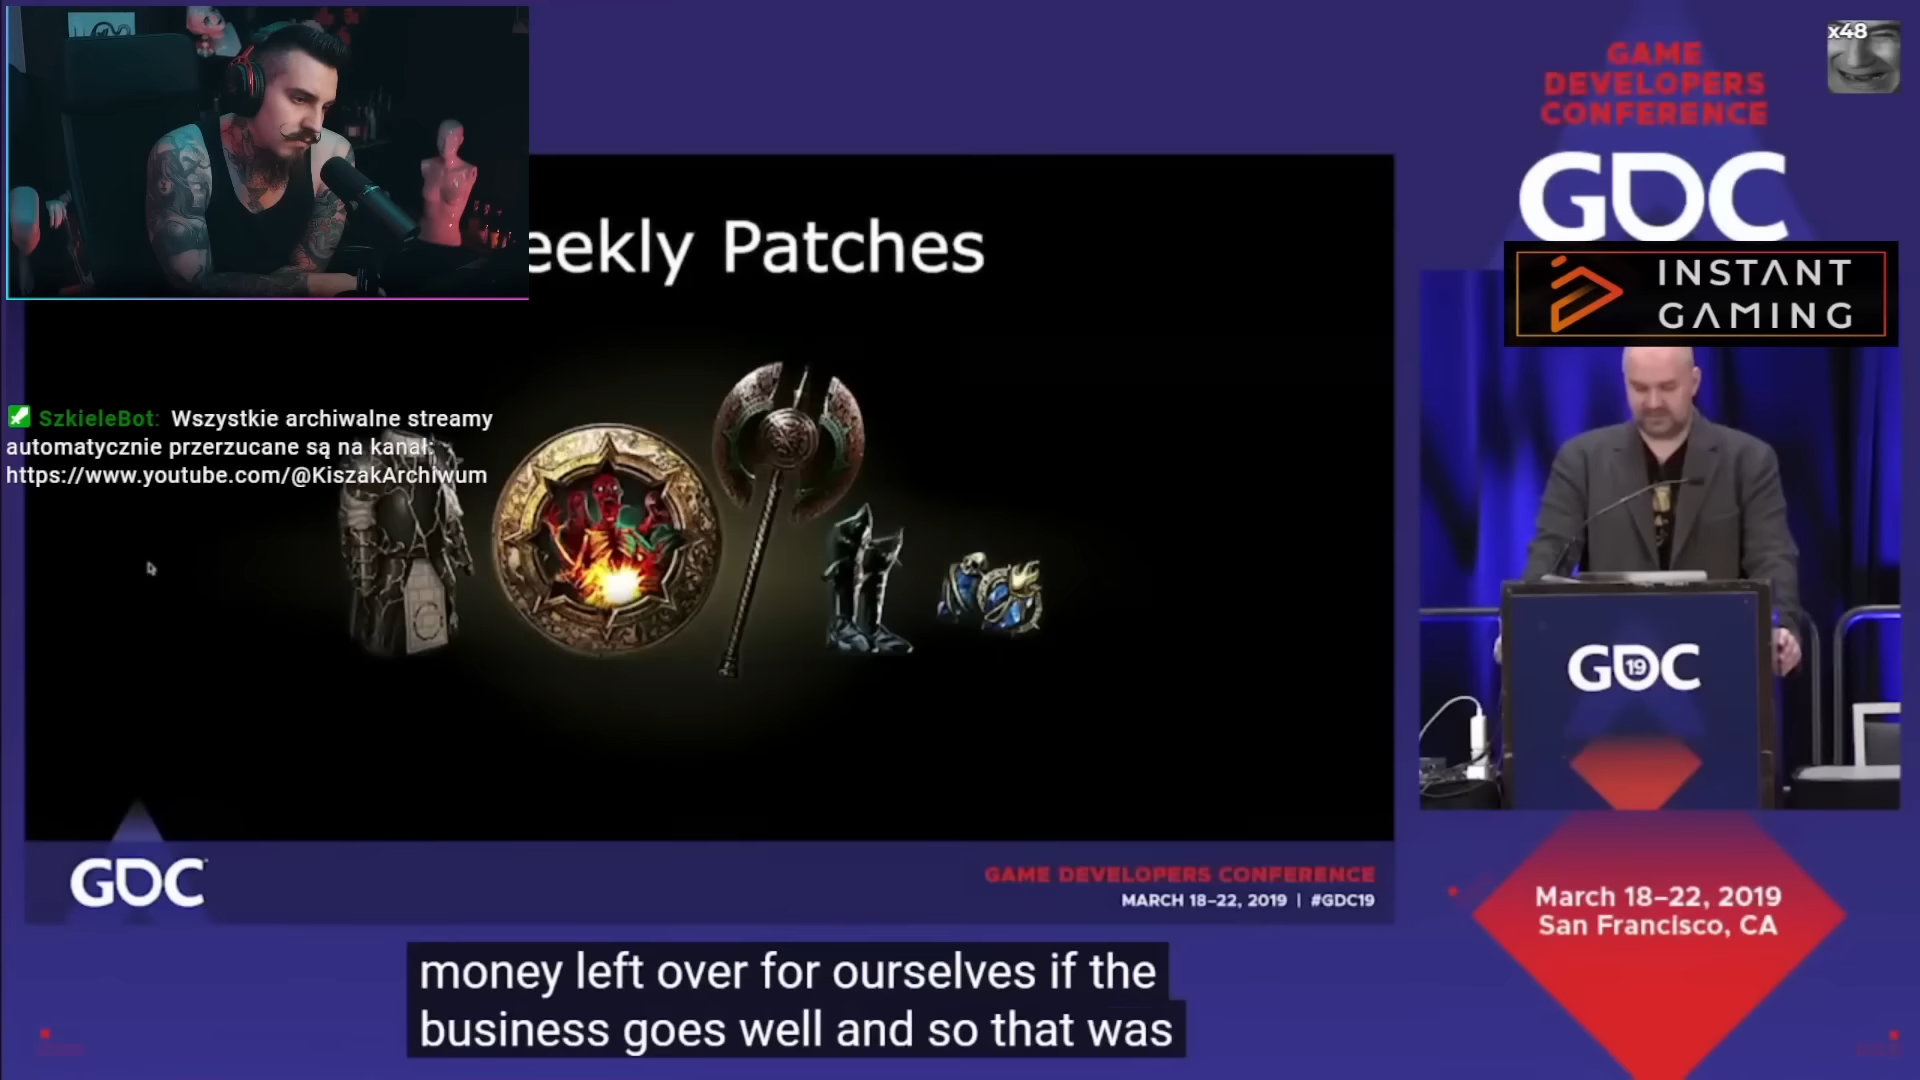 x48
GAME
DEVELOPERS
CONFERENCE
GDC
INSTANT
GAMING
eekly Patches
SzkieleBot: Wszystkie archiwalne streamy
automatycznie przerzucane są na kanał:
https://www.youtube.com/@KiszakArchiwum
GDC 19
GDC
GAME DEVELOPERS CONFERENCE
MARCH 18–22, 2019 | #GDC19
March 18–22, 2019
San Francisco, CA
money left over for ourselves if the
business goes well and so that was